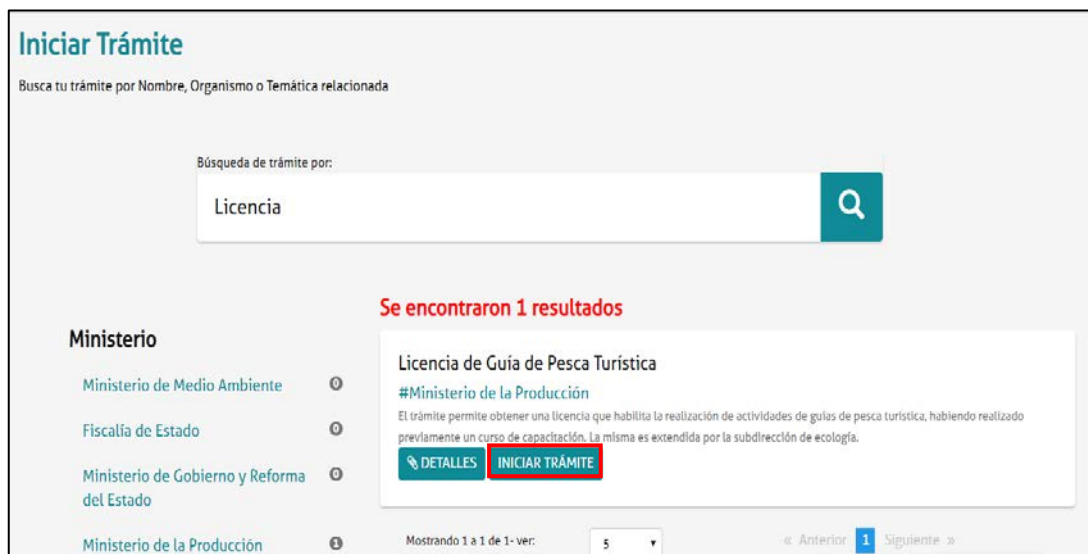 Iniciar Trámite
Busca tu trámite por Nombre, Organismo o Temática relacionada
Búsqueda de trámite por:
Licencia
Se encontraron 1 resultados
Ministerio
Ministerio de Medio Ambiente 0
Fiscalía de Estado 0
Ministerio de Gobierno y Reforma 0
del Estado
Ministerio de la Producción 1
Licencia de Guía de Pesca Turística
#Ministerio de la Producción
El trámite permite obtener una licencia que habilita la realización de actividades de guías de pesca turística, habiendo realizado
previamente un curso de capacitación. La misma es extendida por la subdirección de ecología.
DETALLES INICIAR TRÁMITE
Mostrando 1 a 1 de 1- ver: 5 « Anterior 1 Siguiente »